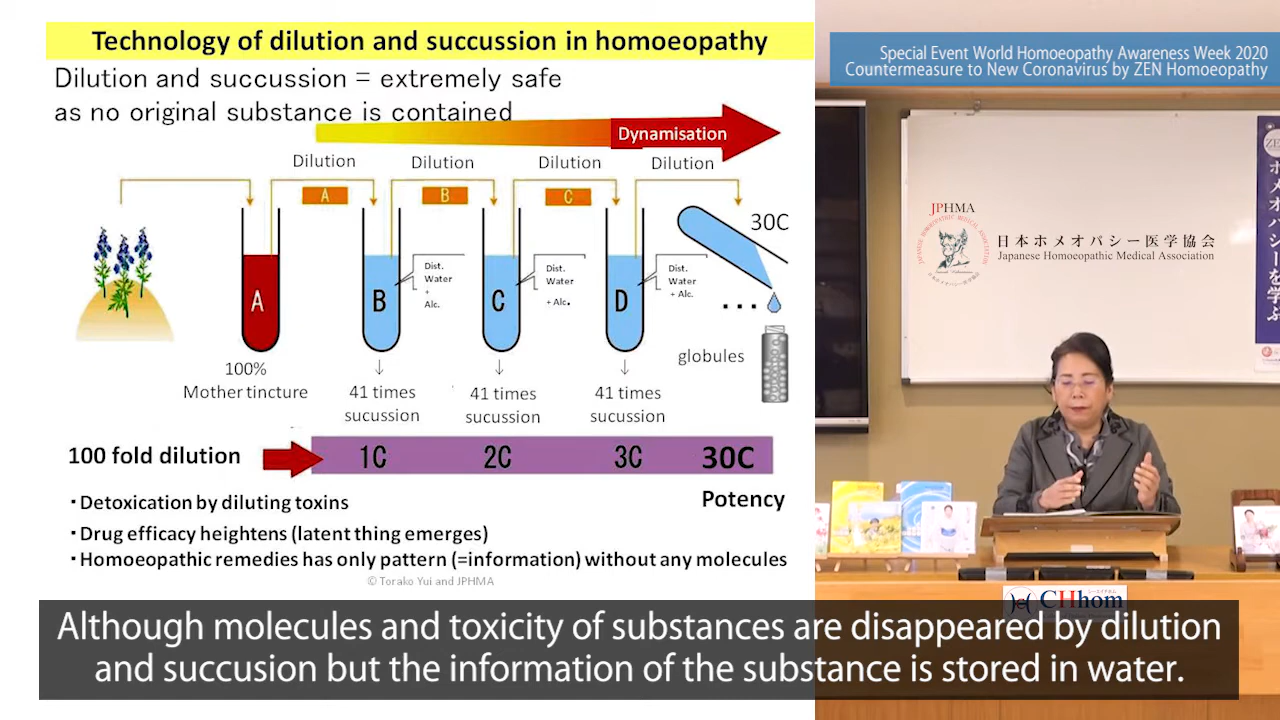 Technology of dilution and succussion in homoeopathy
Dilution and succussion = extremely safe
as no original substance is contained
Dynamisation
Dilution
Dilution
Dilution
Dilution
A
B
C
30C
A
B
C
D
Dist.
Water
+
Alc.
Dist.
Water
+ Alc.
Dist.
Water
+ Alc.
...
globules
100%
Mother tincture
41 times
sucussion
41 times
sucussion
41 times
sucussion
100 fold dilution
1C
2C
3C
30C
Potency
・Detoxication by diluting toxins
・Drug efficacy heightens (latent thing emerges)
・Homoeopathic remedies has only pattern (=information) without any molecules
© Torako Yui and JPHMA
Special Event World Homoeopathy Awareness Week 2020
Countermeasure to New Coronavirus by ZEN Homoeopathy
JPHMA
日本ホメオパシー医学協会
Japanese Homoeopathic Medical Association
ZEN
ホメオパシーを学ぶ
CHhom
Although molecules and toxicity of substances are disappeared by dilution
and succusion but the information of the substance is stored in water.